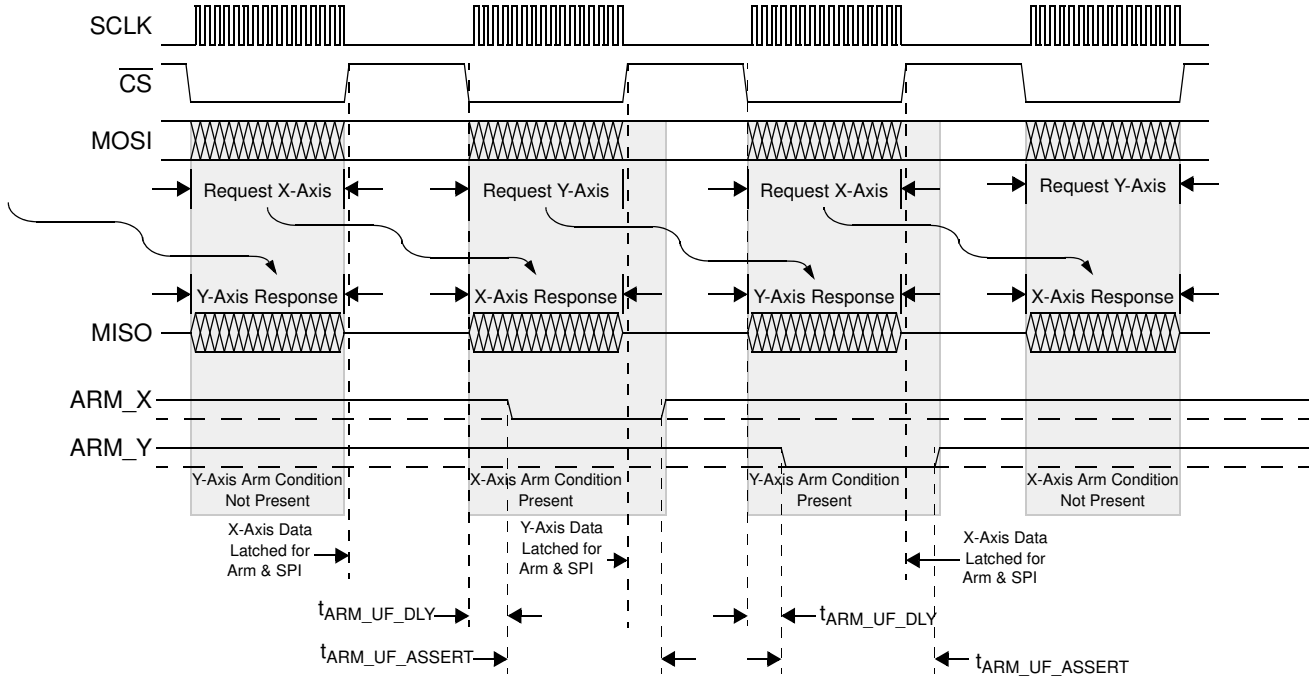 SCLK
CS
MOSI
Request X-Axis
Request Y-Axis
Request X-Axis
Request Y-Axis
Y-Axis Response
X-Axis Response
Y-Axis Response
X-Axis Response
MISO
ARM_X
ARM_Y
Y-Axis Arm Condition
Not Present
X-Axis Arm Condition
Present
Y-Axis Arm Condition
Present
X-Axis Arm Condition
Not Present
X-Axis Data
Latched for
Arm & SPI
Y-Axis Data
Latched for
Arm & SPI
X-Axis Data
Latched for
Arm & SPI
tARM_UF_DLY
tARM_UF_DLY
tARM_UF_ASSERT
tARM_UF_ASSERT